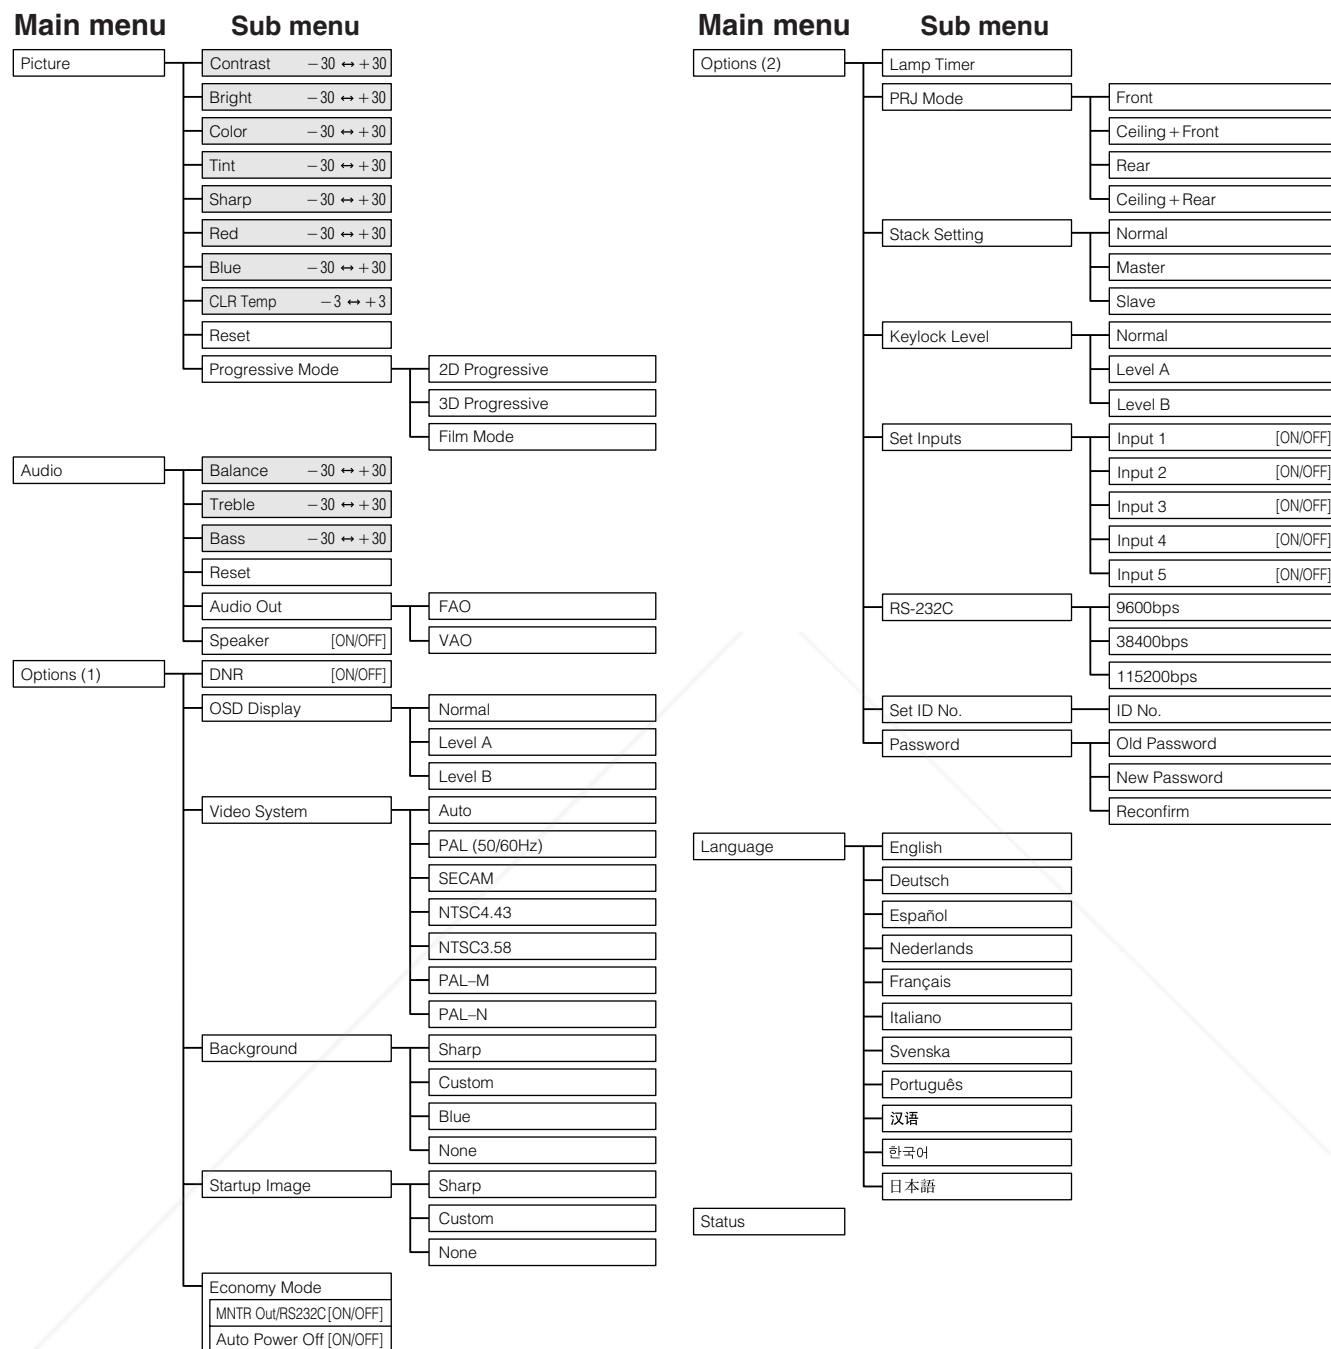 Main menu Sub menu
Picture
Contrast −30 ↔ +30
Bright −30 ↔ +30
Color −30 ↔ +30
Tint −30 ↔ +30
Sharp −30 ↔ +30
Red −30 ↔ +30
Blue −30 ↔ +30
CLR Temp −3 ↔ +3
Reset
Progressive Mode
2D Progressive
3D Progressive
Film Mode
Audio
Balance −30 ↔ +30
Treble −30 ↔ +30
Bass −30 ↔ +30
Reset
Audio Out
FAO
VAO
Speaker [ON/OFF]
Options (1)
DNR [ON/OFF]
OSD Display
Normal
Level A
Level B
Video System
Auto
PAL (50/60Hz)
SECAM
NTSC4.43
NTSC3.58
PAL–M
PAL–N
Background
Sharp
Custom
Blue
None
Startup Image
Sharp
Custom
None
Economy Mode
MNTR Out/RS232C [ON/OFF]
Auto Power Off [ON/OFF]
Main menu Sub menu
Options (2)
Lamp Timer
PRJ Mode
Front
Ceiling + Front
Rear
Ceiling + Rear
Stack Setting
Normal
Master
Slave
Keylock Level
Normal
Level A
Level B
Set Inputs
Input 1 [ON/OFF]
Input 2 [ON/OFF]
Input 3 [ON/OFF]
Input 4 [ON/OFF]
Input 5 [ON/OFF]
RS-232C
9600bps
38400bps
115200bps
Set ID No.
ID No.
Password
Old Password
New Password
Reconfirm
Language
English
Deutsch
Español
Nederlands
Français
Italiano
Svenska
Português
汉语
한국어
日本語
Status